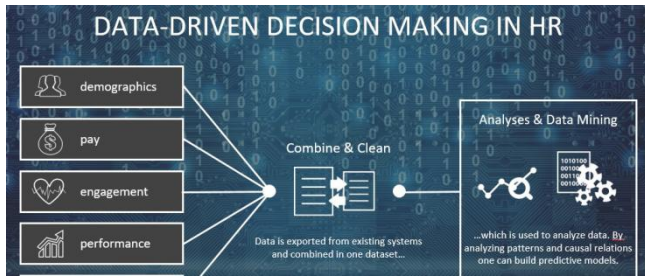 DATA-DRIVEN DECISION MAKING IN HR
demographics
pay
engagement
performance
Combine & Clean
Data is exported from existing systems
and combined in one dataset...
Analyses & Data Mining
1010100
...which is used to analyze data. By
analyzing patterns and causal relations
one can build predictive models.